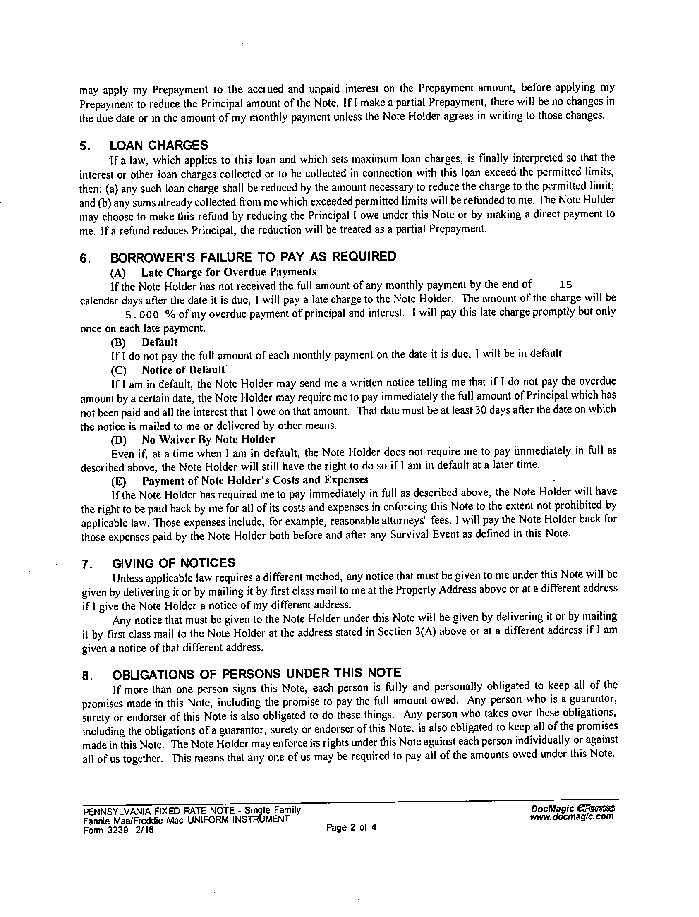 may apply my Prepayment to the accrued and unpaid interest on the Prepayment amount, before applying my
Prepayment to reduce the Principal amount of the Note. If I make a partial Prepayment, there will be no changes in
the due date or in the amount of my monthly payment unless the Note Holder agrees in writing to those changes.
5. LOAN CHARGES
If a law, which applies to this loan and which sets maximum loan charges, is finally interpreted so that the
interest or other loan charges collected or to be collected in connection with this loan exceed the permitted limits,
then: (a) any such loan charge shall be reduced by the amount necessary to reduce the charge to the permitted limit;
and (b) any sums already collected from me which exceeded permitted limits will be refunded to me. The Note Holder
may choose to make this refund by reducing the Principal I owe under this Note or by making a direct payment to
me. If a refund reduces Principal, the reduction will be treated as a partial Prepayment.
6. BORROWER'S FAILURE TO PAY AS REQUIRED
(A) Late Charge for Overdue Payments
If the Note Holder has not received the full amount of any monthly payment by the end of 15
calendar days after the date it is due, I will pay a late charge to the Note Holder. The amount of the charge will be
5.000 % of my overdue payment of principal and interest. I will pay this late charge promptly but only
once on each late payment.
(B) Default
If I do not pay the full amount of each monthly payment on the date it is due, I will be in default
(C) Notice of Default
If I am in default, the Note Holder may send me a written notice telling me that if I do not pay the overdue
amount by a certain date, the Note Holder may require me to pay immediately the full amount of Principal which has
not been paid and all the interest that I owe on that amount. That date must be at least 30 days after the date on which
the notice is mailed to me or delivered by other means.
(D) No Waiver By Note Holder
Even if, at a time when I am in default, the Note Holder does not require me to pay immediately in full as
described above, the Note Holder will still have the right to do so if I am in default at a later time.
(E) Payment of Note Holder's Costs and Expenses
If the Note Holder has required me to pay immediately in full as described above, the Note Holder will have
the right to be paid back by me for all of its costs and expenses in enforcing this Note to the extent not prohibited by
applicable law. Those expenses include, for example, reasonable attorneys' fees. I will pay the Note Holder back for
those expenses paid by the Note Holder both before and after any Survival Event as defined in this Note.
7. GIVING OF NOTICES
Unless applicable law requires a different method, any notice that must be given to me under this Note will be
given by delivering it or by mailing it by first class mail to me at the Property Address above or at a different address
if I give the Note Holder a notice of my different address.
Any notice that must be given to the Note Holder under this Note will be given by delivering it or by mailing
it by first class mail to the Note Holder at the address stated in Section 3(A) above or at a different address if I am
given a notice of that different address.
8. OBLIGATIONS OF PERSONS UNDER THIS NOTE
If more than one person signs this Note, each person is fully and personally obligated to keep all of the
promises made in this Note, including the promise to pay the full amount owed. Any person who is a guarantor,
surety or endorser of this Note is also obligated to do these things. Any person who takes over these obligations,
including the obligations of a guarantor, surety or endorser of this Note, is also obligated to keep all of the promises
made in this Note. The Note Holder may enforce its rights under this Note against each person individually or against
all of us together. This means that any one of us may be required to pay all of the amounts owed under this Note.
PENNSYLVANIA FIXED RATE NOTE - Single Family
Fannie Mae/Freddie Mac UNIFORM INSTRUMENT
Form 3239 2/16
Page 2 of 4
DocMagic
www.docmagic.com